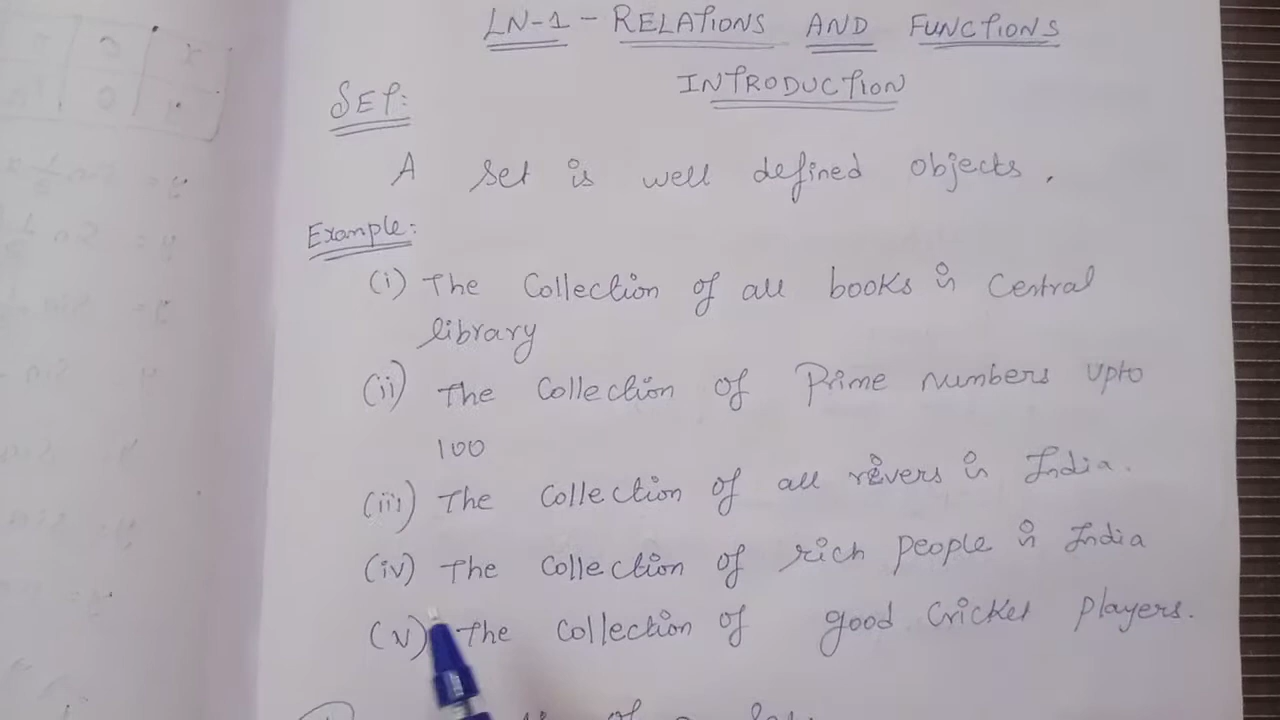 LN-1 - RELATIONS AND FUNCTIONS
INTRODUCTION
SET:
A set is well defined objects.
Example:
(i) The Collection of all books in Central
library
(ii) The Collection of Prime numbers upto
100
(iii) The Collection of all rivers in India.
(iv) The Collection of rich people in India
(v) The Collection of good Cricket players.
of